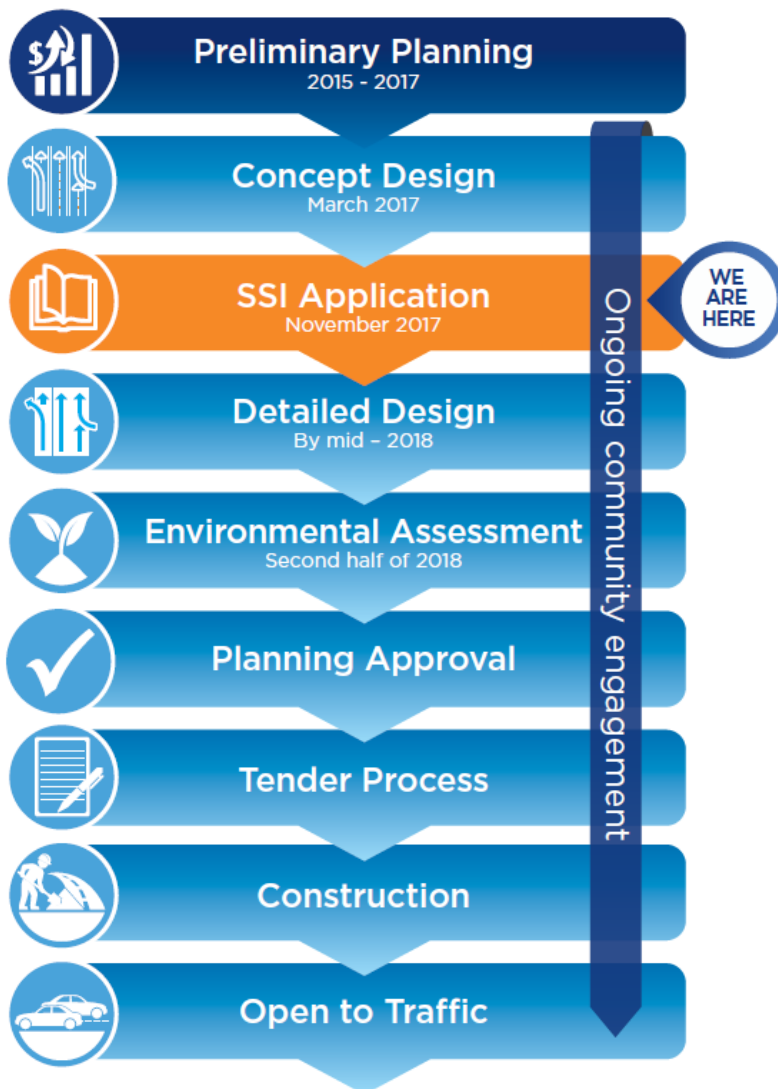 $
Preliminary Planning
2015 - 2017
Concept Design
March 2017
SSI Application
November 2017
WE
ARE
HERE
Detailed Design
By mid – 2018
Environmental Assessment
Second half of 2018
Planning Approval
Tender Process
Construction
Open to Traffic
Ongoing community engagement